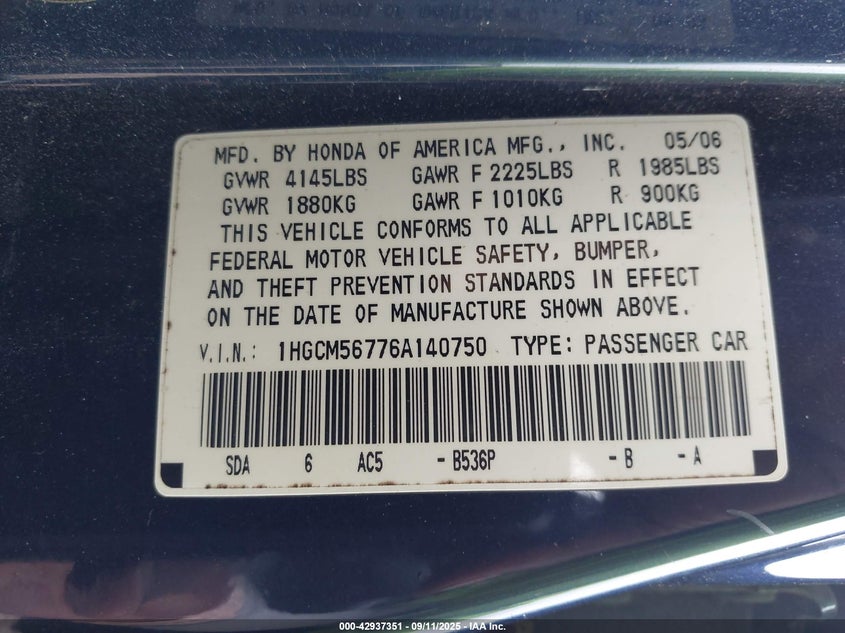 MFD. BY HONDA OF AMERICA MFG., INC. 05/06
GVWR 4145LBS GAWR F 2225LBS R 1985LBS
GVWR 1880KG GAWR F 1010KG R 900KG
THIS VEHICLE CONFORMS TO ALL APPLICABLE
FEDERAL MOTOR VEHICLE SAFETY, BUMPER,
AND THEFT PREVENTION STANDARDS IN EFFECT
ON THE DATE OF MANUFACTURE SHOWN ABOVE.
V.I.N.: 1HGCM56776A140750 TYPE: PASSENGER CAR
SDA 6 AC5 - B536P - B - A
000-42937351 - 09/11/2025 - IAA Inc.